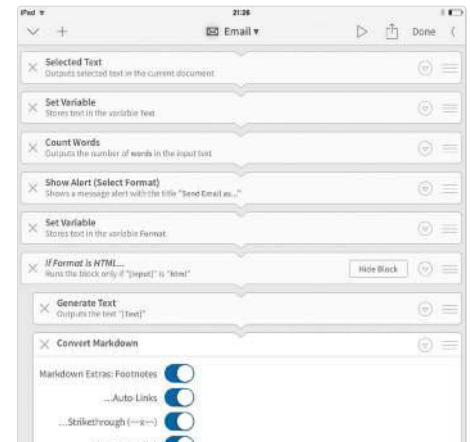 iPad
21:26
Email ▾
Done
Selected Text
Outputs selected text in the current document
Set Variable
Stores text in the variable Text
Count Words
Outputs the number of words in the input text
Show Alert (Select Format)
Shows a message alert with the title "Send Email as..."
Set Variable
Stores text in the variable Format
If Format is HTML...
Runs the block only if "[input]" is "html"
Hide Block
Generate Text
Outputs the text "[Text]"
Convert Markdown
Markdown Extras: Footnotes
...Auto Links
...Strikethrough (~~x~~)